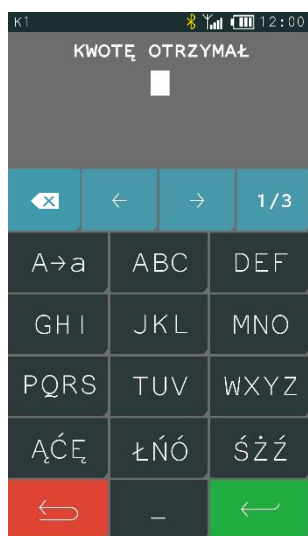 K1 12:00
KWOTĘ OTRZYMAŁ
1/3
A→a ABC DEF
GHI JKL MNO
PQRS TUV WXYZ
ĄĆĘ ŁŃÓ ŚŻŹ
_